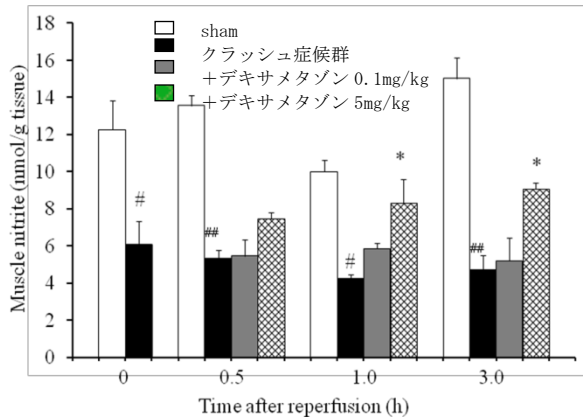 18
16
14
12
10
8
6
4
2
0
Muscle nitrite (nmol/g tissue)
sham
クラッシュ症候群
＋デキサメタゾン 0.1mg/kg
＋デキサメタゾン 5mg/kg
#
##
#
*
##
*
0 0.5 1.0 3.0
Time after reperfusion (h)